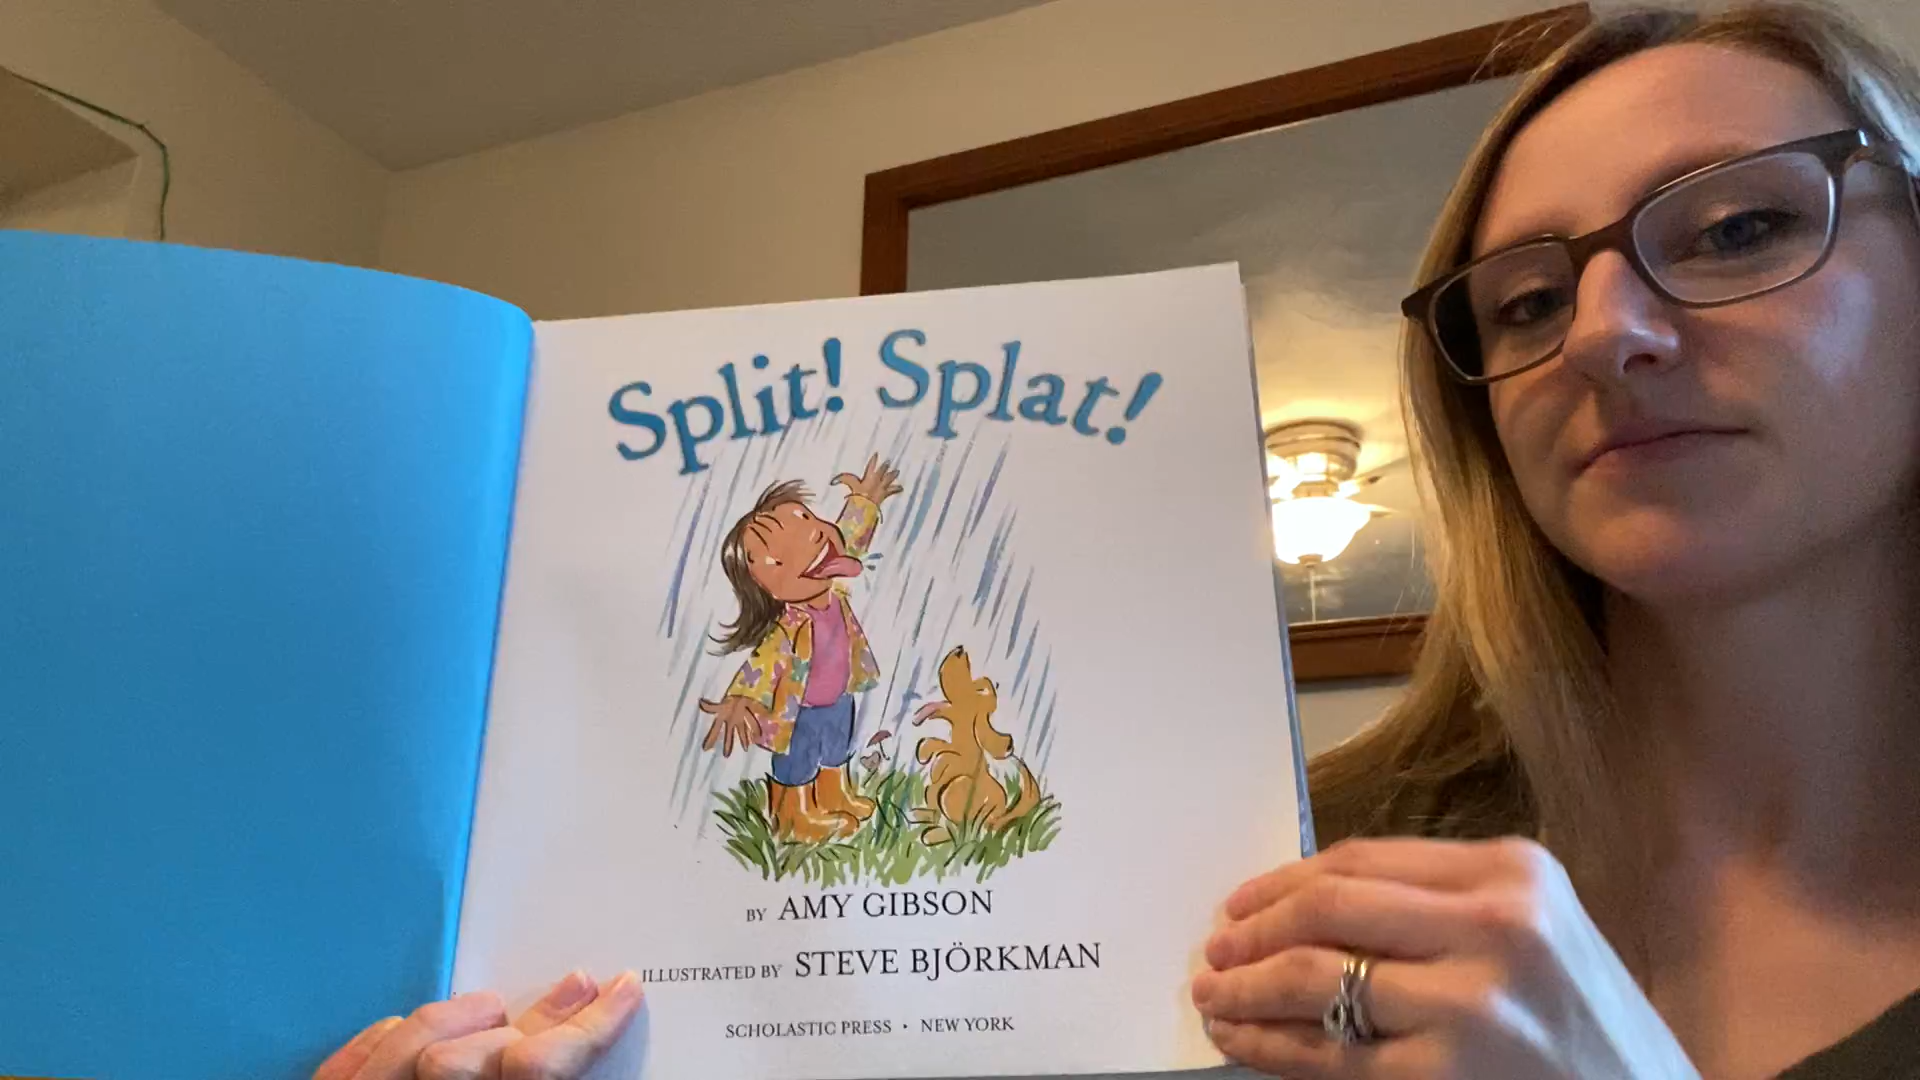 Split! Splat!
BY AMY GIBSON
ILLUSTRATED BY STEVE BJÖRKMAN
SCHOLASTIC PRESS • NEW YORK